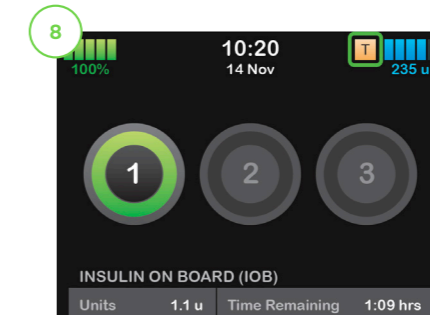 8
10:20
T
100%
14 Nov
235 u
1
2
3
INSULIN ON BOARD (IOB)
Units 1.1 u Time Remaining 1:09 hrs